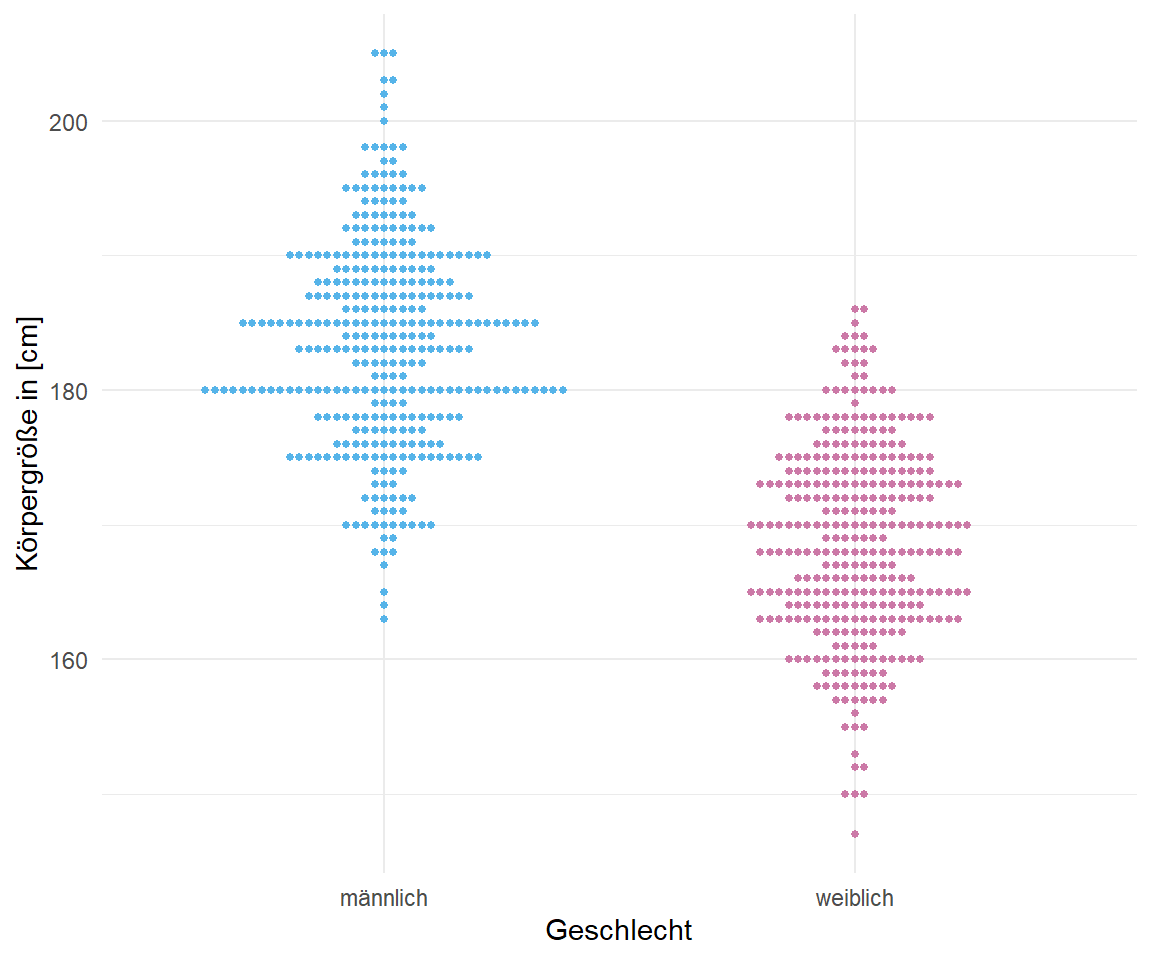 Körpergröße in [cm]
200
180
160
männlich
weiblich
Geschlecht